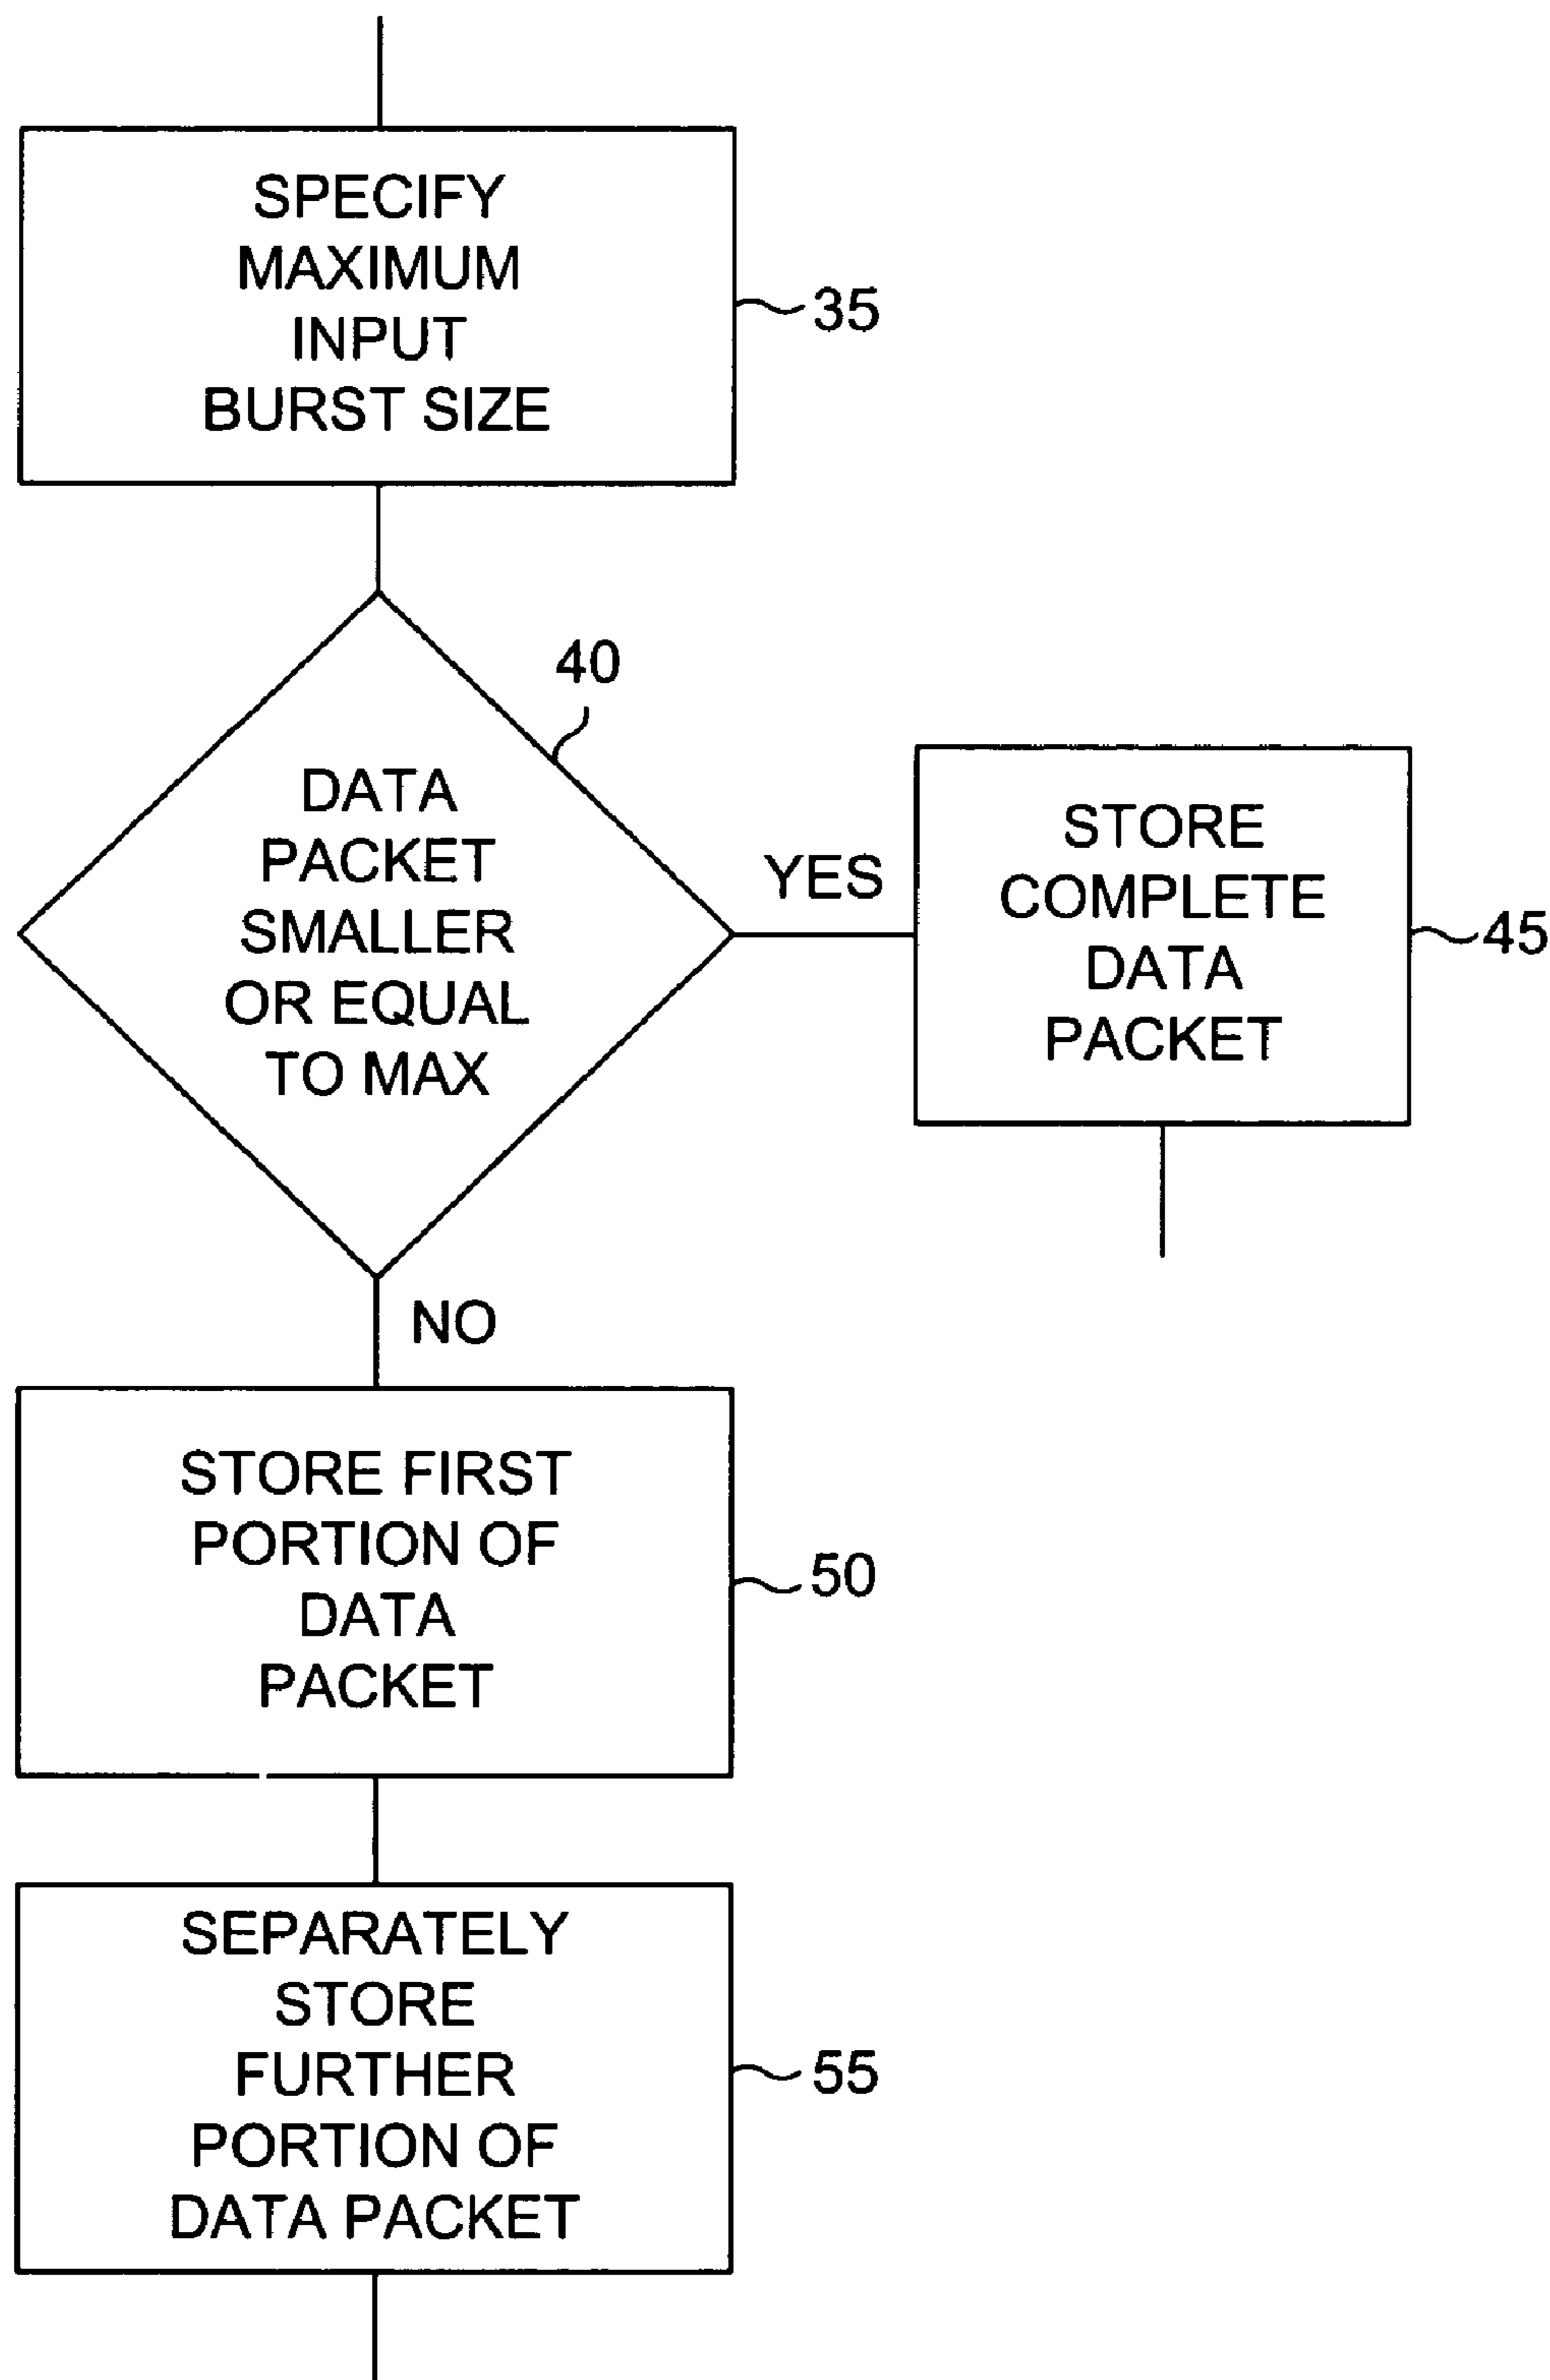 SPECIFY
MAXIMUM
INPUT
BURST SIZE
35
40
DATA
PACKET
SMALLER
OR EQUAL
TO MAX
YES
STORE
COMPLETE
DATA
PACKET
45
NO
STORE FIRST
PORTION OF
DATA
PACKET
50
SEPARATELY
STORE
FURTHER
PORTION OF
DATA PACKET
55